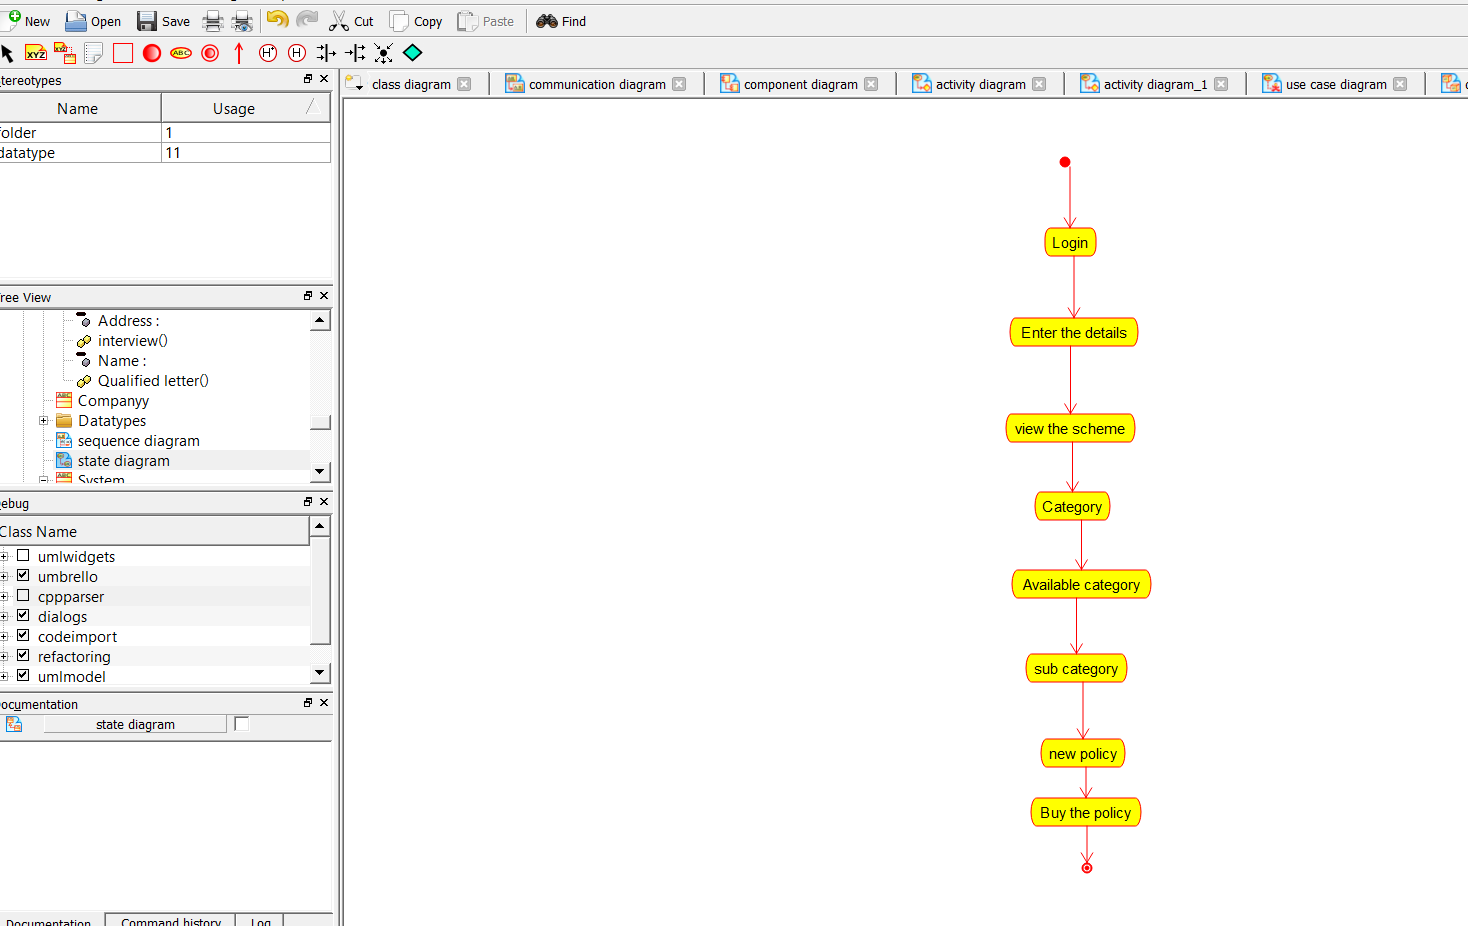 New Open Save Cut Copy Paste Find
XYZ XYZ ABC H* H
tereotypes
Name Usage
folder 1
datatype 11
ree View
Address :
interview()
Name :
Qualified letter()
Companyy
Datatypes
sequence diagram
state diagram
System
ebug
Class Name
umlwidgets
umbrello
cppparser
dialogs
codeimport
refactoring
umlmodel
ocumentation
state diagram
Documentation Command history Log
class diagram communication diagram component diagram activity diagram activity diagram_1 use case diagram
Login
Enter the details
view the scheme
Category
Available category
sub category
new policy
Buy the policy